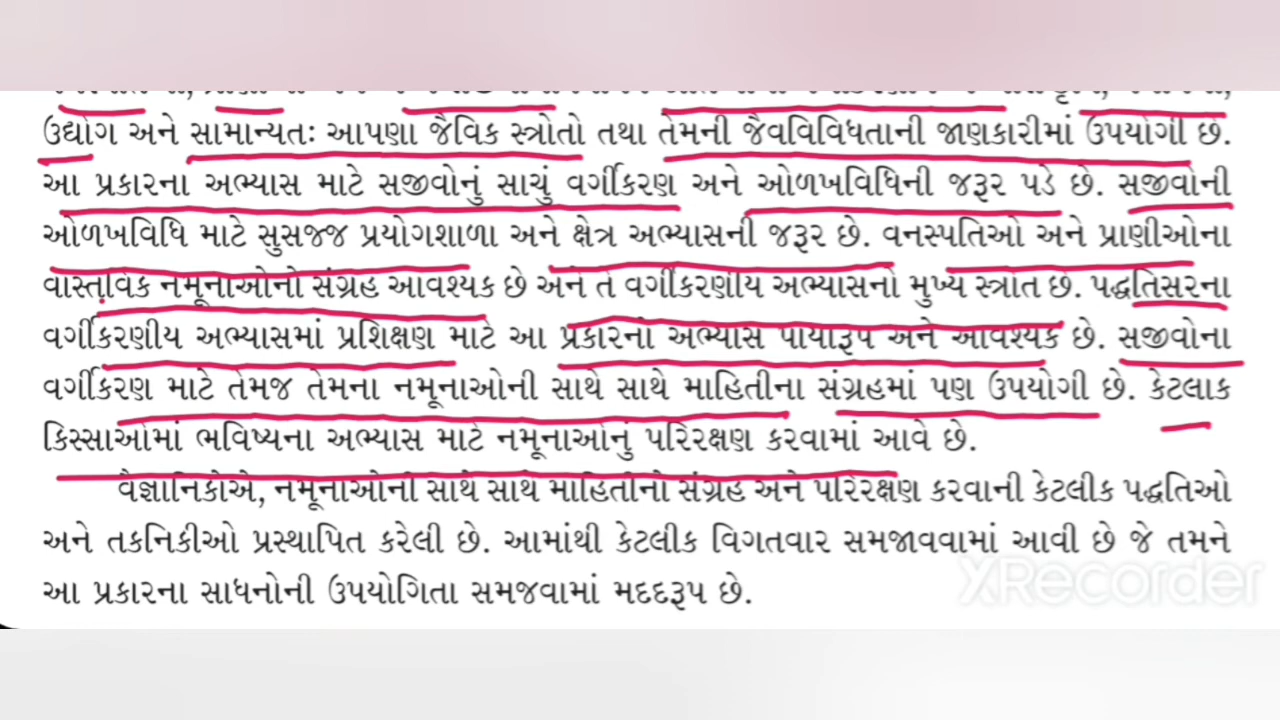 ઉદ્યોગ અને સામાન્યતઃ આપણા જૈવિક સ્ત્રોતો તથા તેમની જૈવવિવિધતાની જાણકારીમાં ઉપયોગી છે.
આ પ્રકારના અભ્યાસ માટે સજીવોનું સાચું વર્ગીકરણ અને ઓળખવિધિની જરૂર પડે છે. સજીવોની
ઓળખવિધિ માટે સુસજ્જ પ્રયોગશાળા અને ક્ષેત્ર અભ્યાસની જરૂર છે. વનસ્પતિઓ અને પ્રાણીઓના
વાસ્તવિક નમૂનાઓનો સંગ્રહ આવશ્યક છે અને તે વર્ગીકરણીય અભ્યાસનો મુખ્ય સ્ત્રોત છે. પદ્ધતિસરના
વર્ગીકરણીય અભ્યાસમાં પ્રશિક્ષણ માટે આ પ્રકારનો અભ્યાસ પાયારૂપ અને આવશ્યક છે. સજીવોના
વર્ગીકરણ માટે તેમજ તેમના નમૂનાઓની સાથે સાથે માહિતીના સંગ્રહમાં પણ ઉપયોગી છે. કેટલાક
કિસ્સાઓમાં ભવિષ્યના અભ્યાસ માટે નમૂનાઓનું પરિરક્ષણ કરવામાં આવે છે.
વૈજ્ઞાનિકોએ, નમૂનાઓની સાથે સાથે માહિતીનો સંગ્રહ અને પરિરક્ષણ કરવાની કેટલીક પદ્ધતિઓ
અને તકનિકીઓ પ્રસ્થાપિત કરેલી છે. આમાંથી કેટલીક વિગતવાર સમજાવવામાં આવી છે જે તમને
આ પ્રકારના સાધનોની ઉપયોગિતા સમજવામાં મદદરૂપ છે.
XRecorder